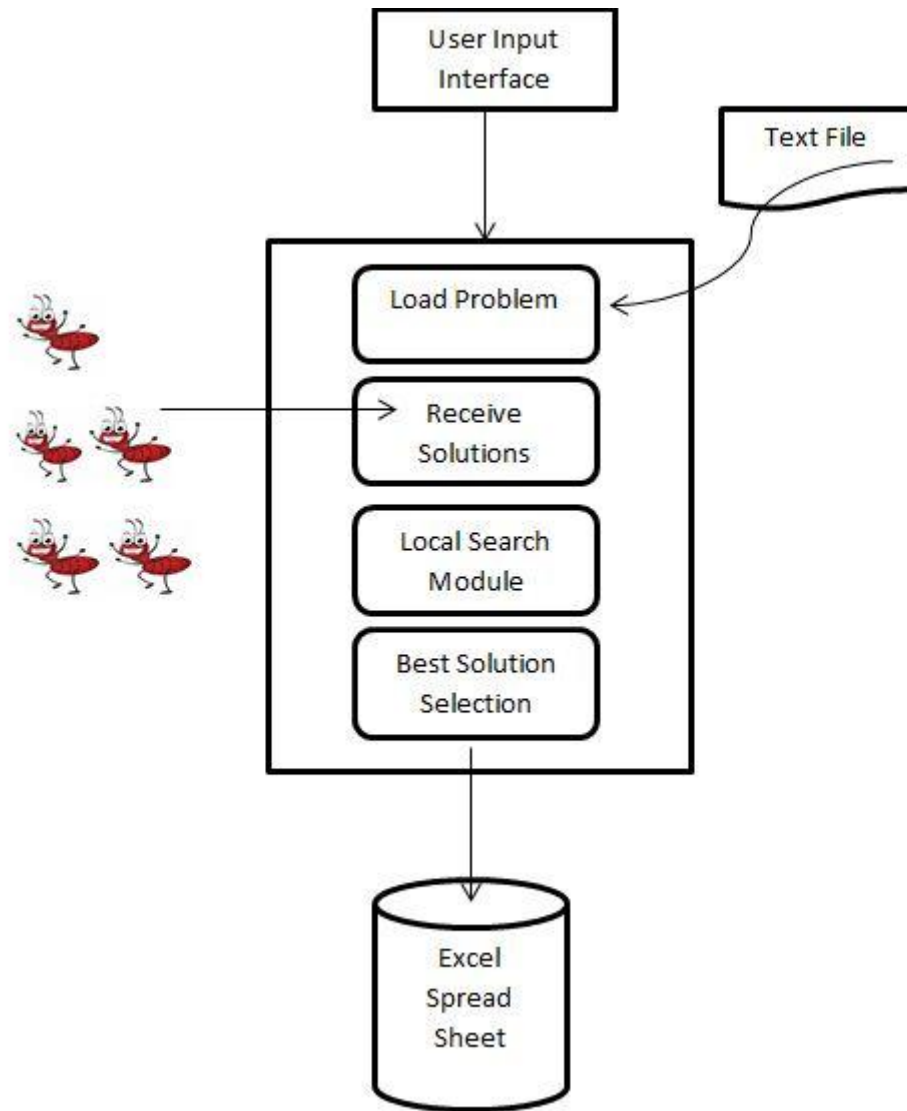 User Input
Interface
Text File
Load Problem
Receive
Solutions
Local Search
Module
Best Solution
Selection
Excel
Spread
Sheet